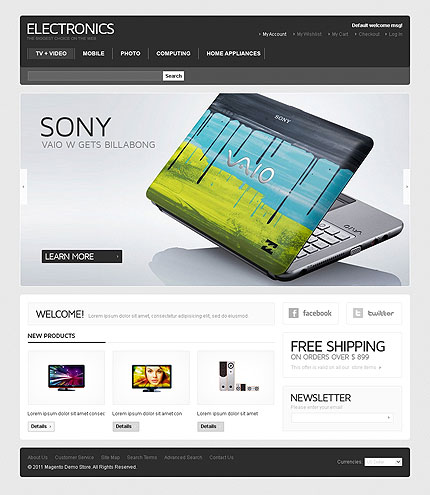 ELECTRONICS
THE BIGGEST CHOICE ON THE WEB
Default welcome msg!
My Account My Wishlist My Cart Checkout Log In
TV + VIDEO MOBILE PHOTO COMPUTING HOME APPLIANCES
Search
SONY
VAIO W GETS BILLABONG
SONY
VAIO
VAIO
LEARN MORE
WELCOME! Lorem ipsum dolor sit amet, consectetur adipiscing elit, sed do eiusmod.
facebook
twitter
NEW PRODUCTS
Lorem ipsum dolor sit amet consec
Details
Lorem ipsum dolor sit amet con
Details
Lorem ipsum dolor sit amet
Details
FREE SHIPPING
ON ORDERS OVER $ 899
This offer is valid on all our store items
NEWSLETTER
Please enter your email
About Us Customer Service Site Map Search Terms Advanced Search Contact Us
© 2011 Magento Demo Store. All Rights Reserved.
Currencies: